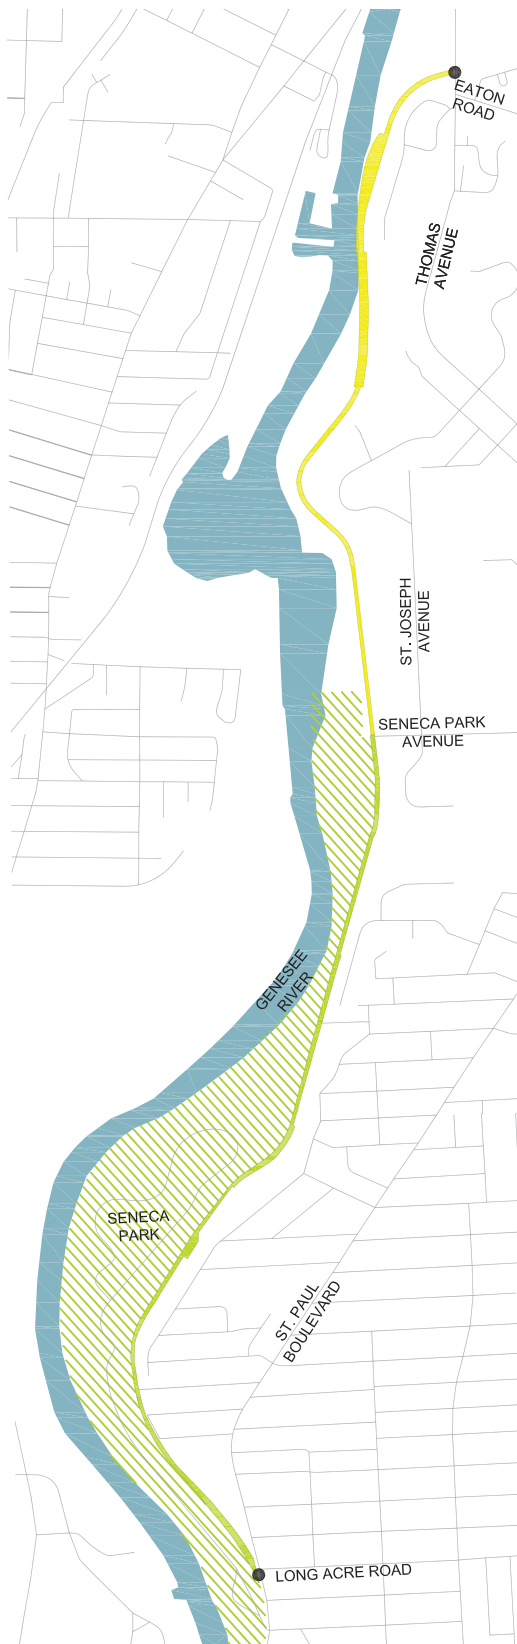 EATON
ROAD
THOMAS
AVENUE
ST. JOSEPH
AVENUE
SENECA PARK
AVENUE
GENESEE
RIVER
SENECA
PARK
ST. PAUL
BOULEVARD
LONG ACRE ROAD